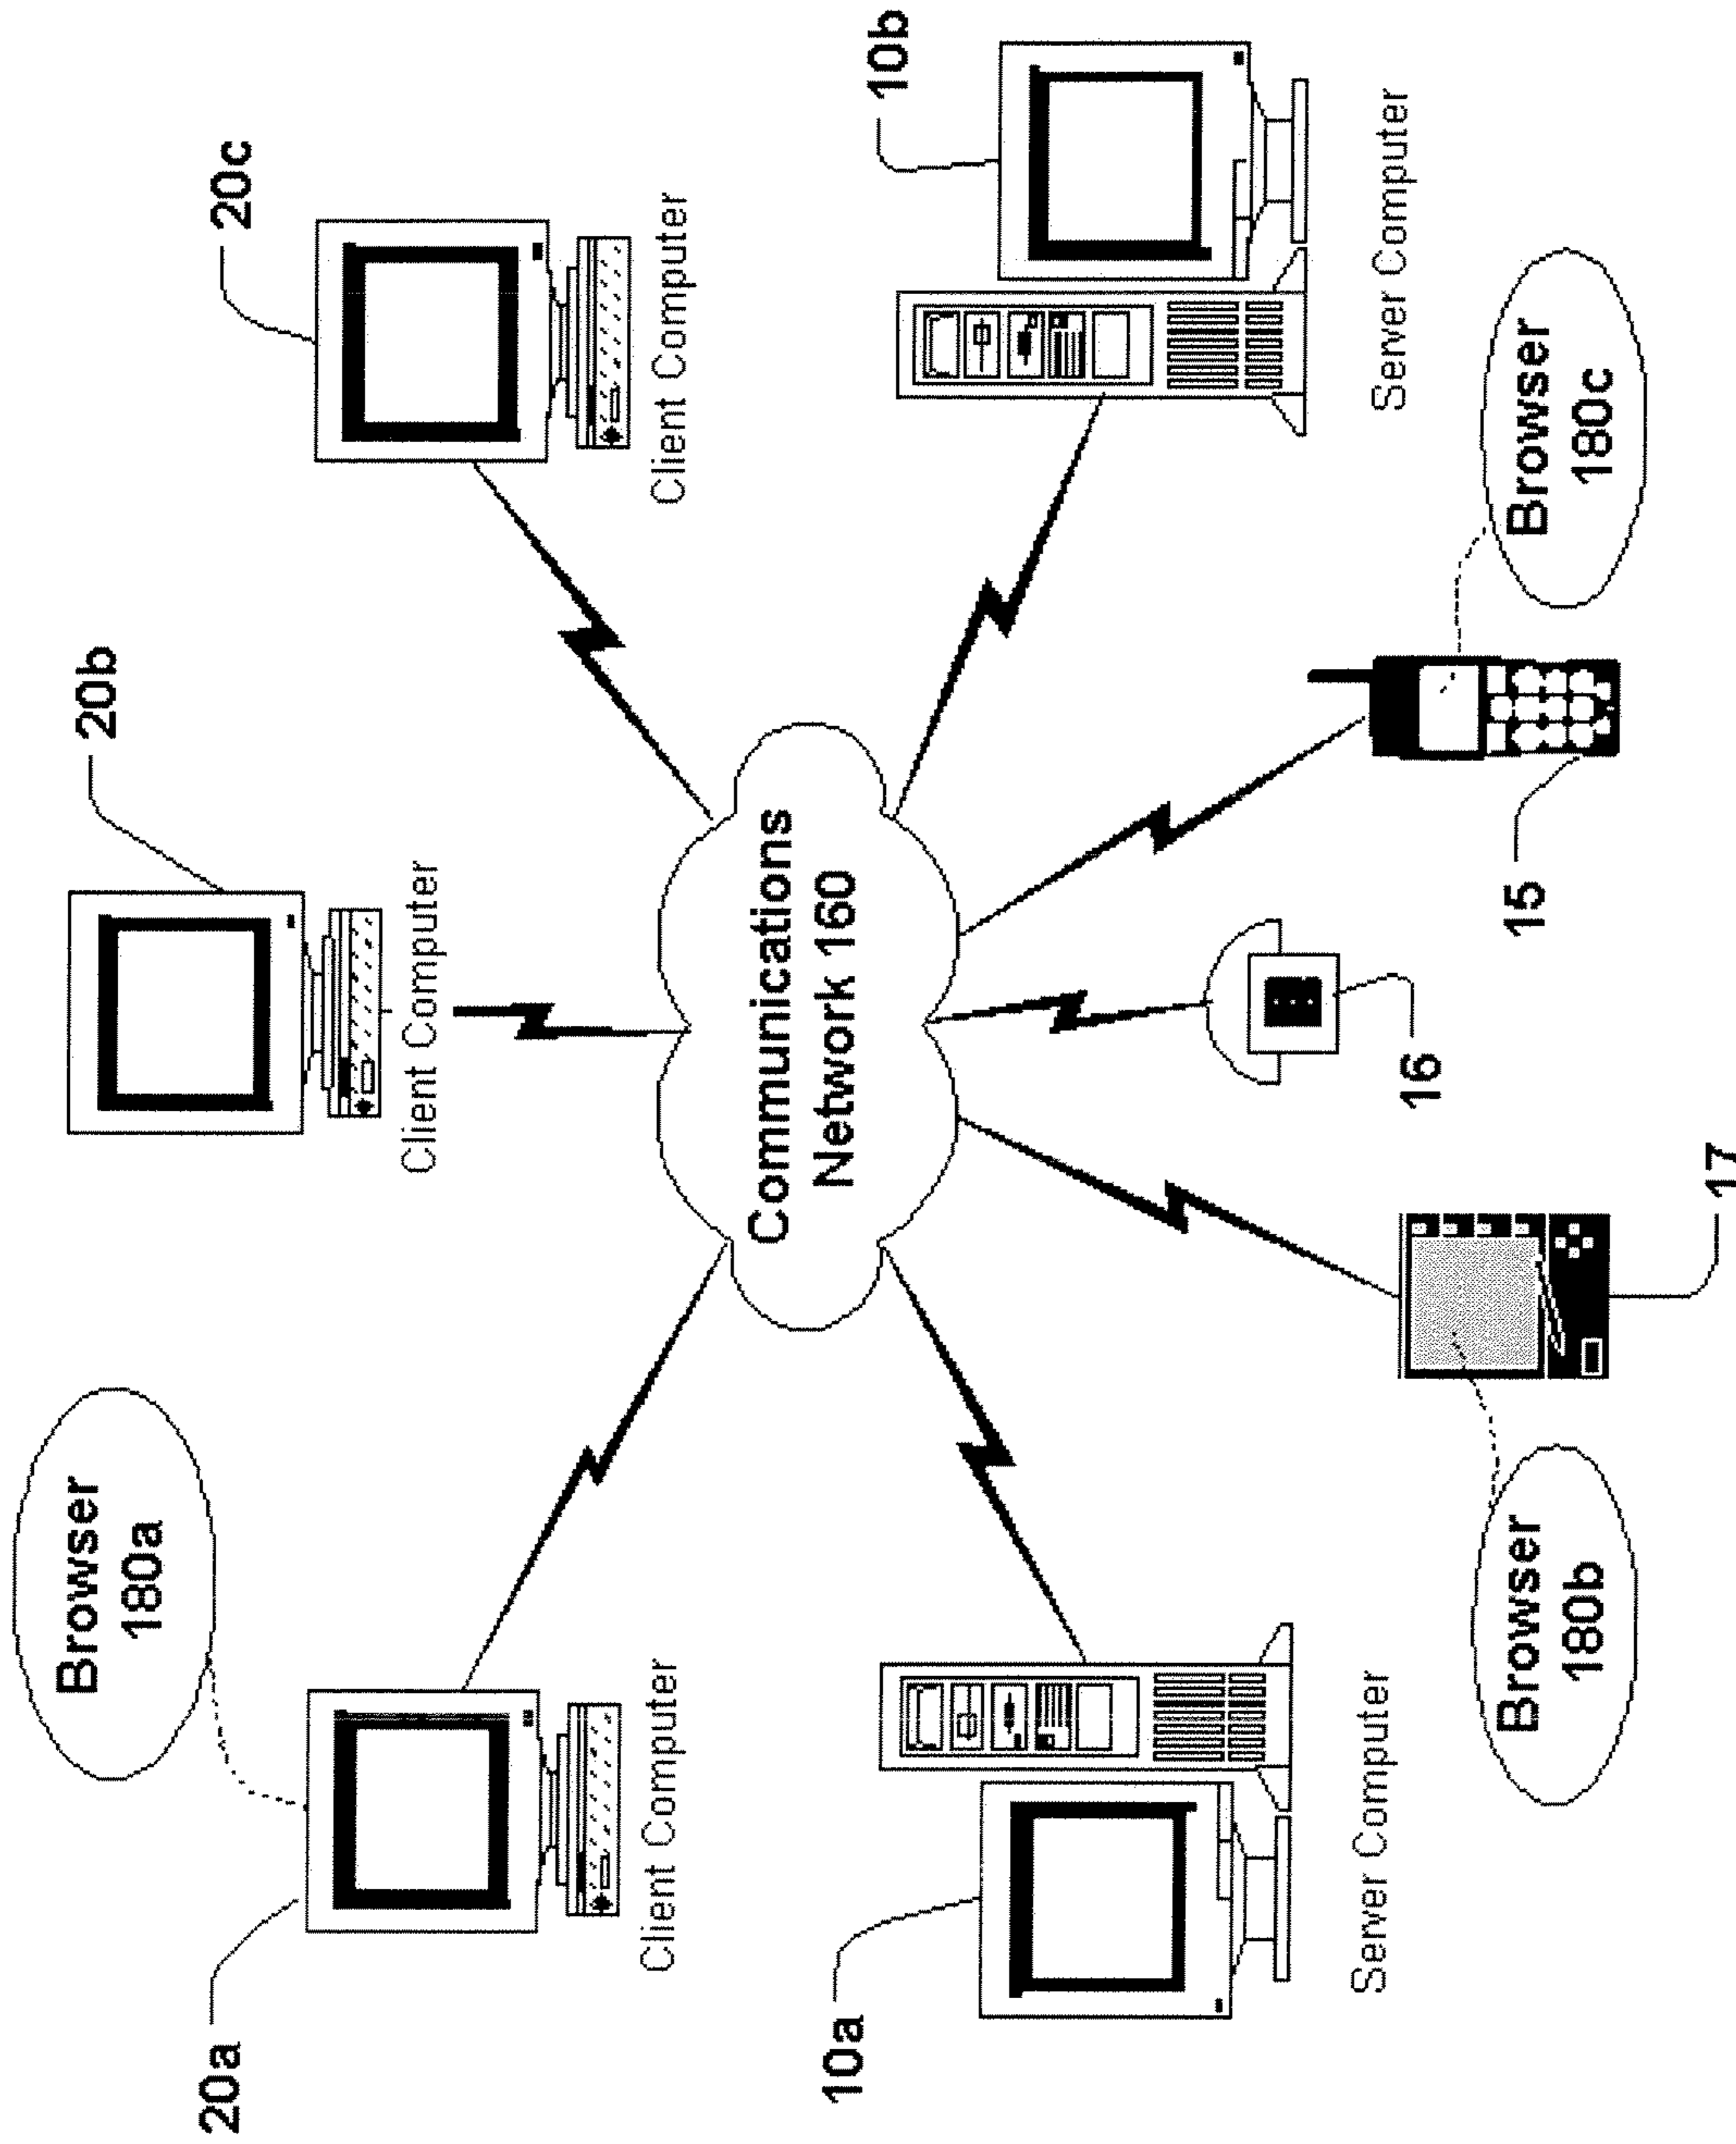 20b
20c
Browser
180a
20a
Client Computer
Client Computer
Client Computer
Communications
Network 160
10a
10b
Server Computer
Server Computer
Browser
180b
17
16
15
Browser
180c